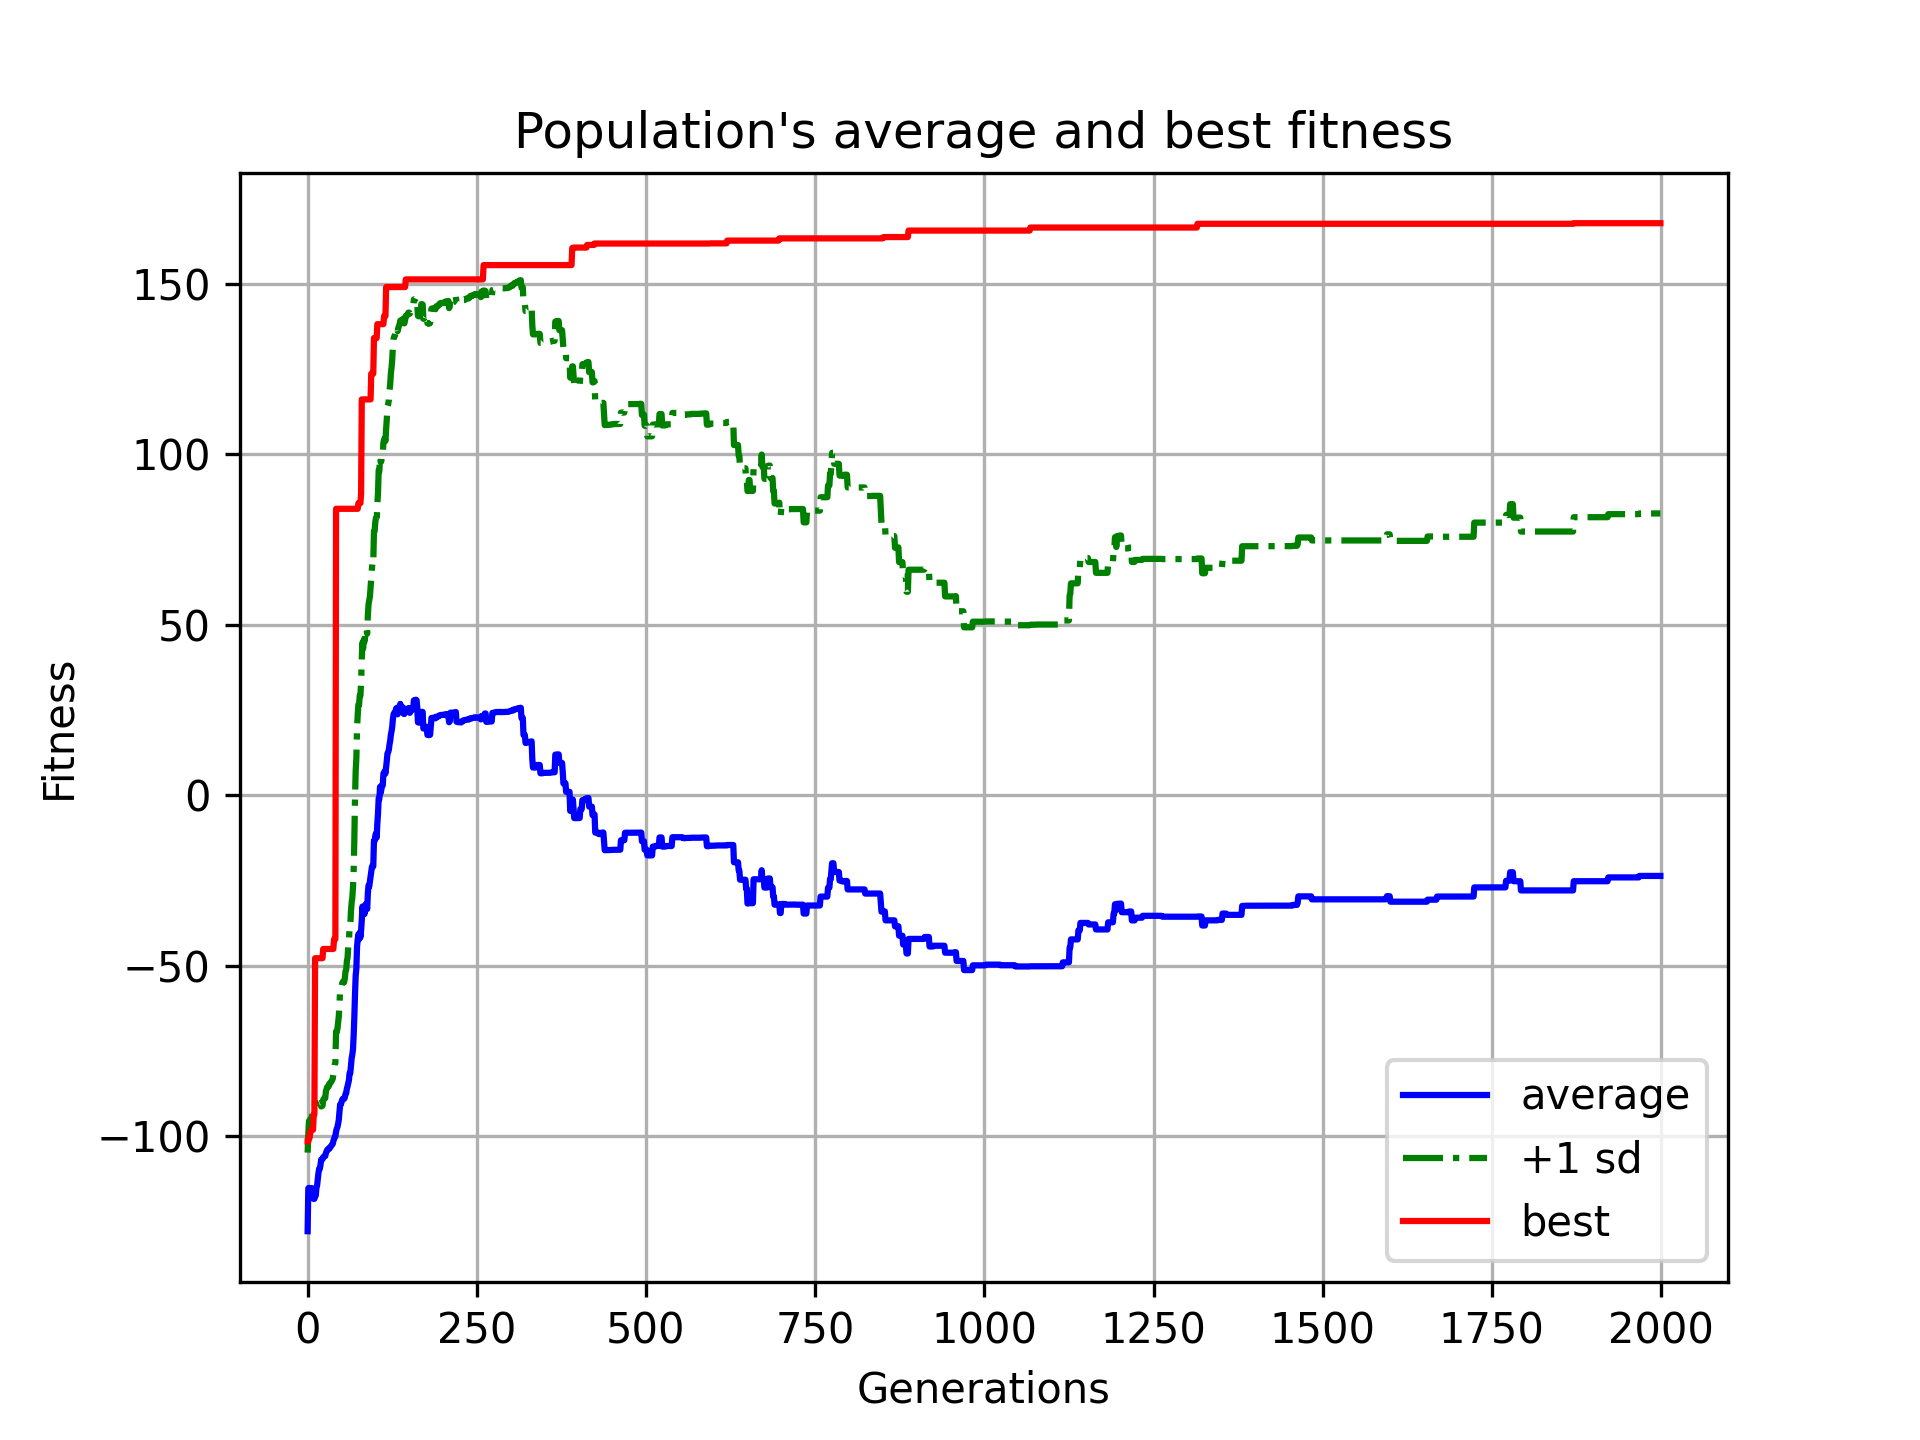 Population's average and best fitness
Fitness
150
100
50
0
−50
−100
average
+1 sd
best
0 250 500 750 1000 1250 1500 1750 2000
Generations